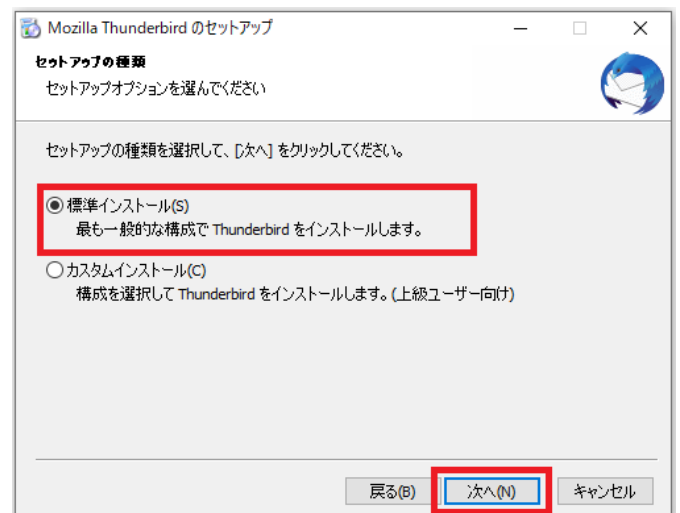 Mozilla Thunderbird のセットアップ
セットアップの種類
セットアップオプションを選んでください
セットアップの種類を選択して、[次へ] をクリックしてください。
標準インストール(S)
最も一般的な構成で Thunderbird をインストールします。
カスタムインストール(C)
構成を選択して Thunderbird をインストールします。(上級ユーザー向け)
戻る(B) 次へ(N) キャンセル